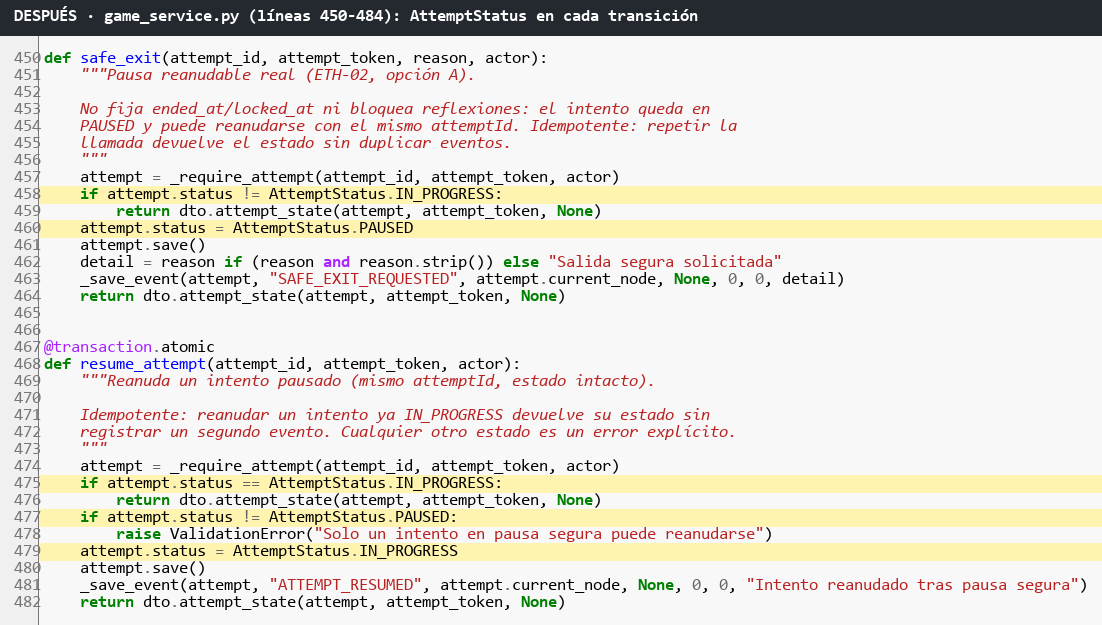 DESPUÉS · game_service.py (líneas 450-484): AttemptStatus en cada transición
450 def safe_exit(attempt_id, attempt_token, reason, actor):
451     """Pausa reanudable real (ETH-02, opción A).
452
453     No fija ended_at/locked_at ni bloquea reflexiones: el intento queda en
454     PAUSED y puede reanudarse con el mismo attemptId. Idempotente: repetir la
455     llamada devuelve el estado sin duplicar eventos.
456     """
457     attempt = _require_attempt(attempt_id, attempt_token, actor)
458     if attempt.status != AttemptStatus.IN_PROGRESS:
459         return dto.attempt_state(attempt, attempt_token, None)
460     attempt.status = AttemptStatus.PAUSED
461     attempt.save()
462     detail = reason if (reason and reason.strip()) else "Salida segura solicitada"
463     _save_event(attempt, "SAFE_EXIT_REQUESTED", attempt.current_node, None, 0, 0, detail)
464     return dto.attempt_state(attempt, attempt_token, None)
465
466
467 @transaction.atomic
468 def resume_attempt(attempt_id, attempt_token, actor):
469     """Reanuda un intento pausado (mismo attemptId, estado intacto).
470
471     Idempotente: reanudar un intento ya IN_PROGRESS devuelve su estado sin
472     registrar un segundo evento. Cualquier otro estado es un error explícito.
473     """
474     attempt = _require_attempt(attempt_id, attempt_token, actor)
475     if attempt.status == AttemptStatus.IN_PROGRESS:
476         return dto.attempt_state(attempt, attempt_token, None)
477     if attempt.status != AttemptStatus.PAUSED:
478         raise ValidationError("Solo un intento en pausa segura puede reanudarse")
479     attempt.status = AttemptStatus.IN_PROGRESS
480     attempt.save()
481     _save_event(attempt, "ATTEMPT_RESUMED", attempt.current_node, None, 0, 0, "Intento reanudado tras pausa segura")
482     return dto.attempt_state(attempt, attempt_token, None)